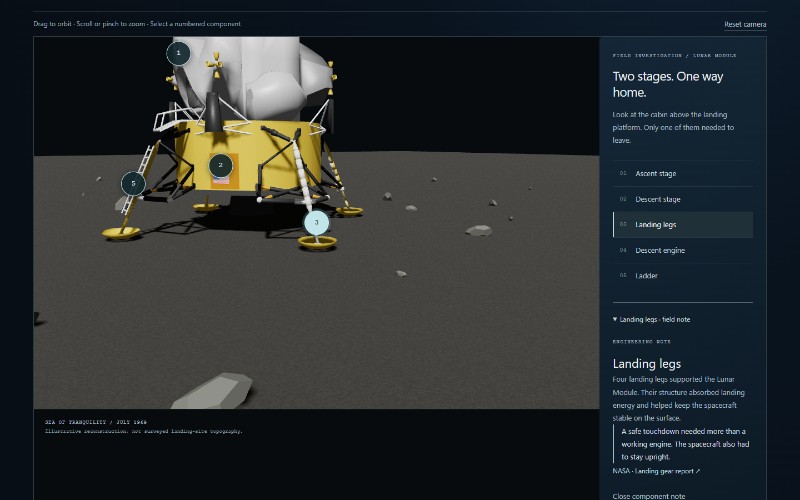 Drag to orbit · Scroll or pinch to zoom · Select a numbered component
Reset camera
1
2
5
3
SEA OF TRANQUILITY / JULY 1969
Illustrative reconstruction, not surveyed landing-site topography.
FIELD INVESTIGATION / LUNAR MODULE
Two stages. One way
home.
Look at the cabin above the landing
platform. Only one of them needed to
leave.
01 Ascent stage
02 Descent stage
03 Landing legs
04 Descent engine
05 Ladder
▼ Landing legs · field note
ENGINEERING NOTE
Landing legs
Four landing legs supported the Lunar
Module. Their structure absorbed landing
energy and helped keep the spacecraft
stable on the surface.
A safe touchdown needed more than a
working engine. The spacecraft also had
to stay upright.
NASA · Landing gear report ↗
Close component note